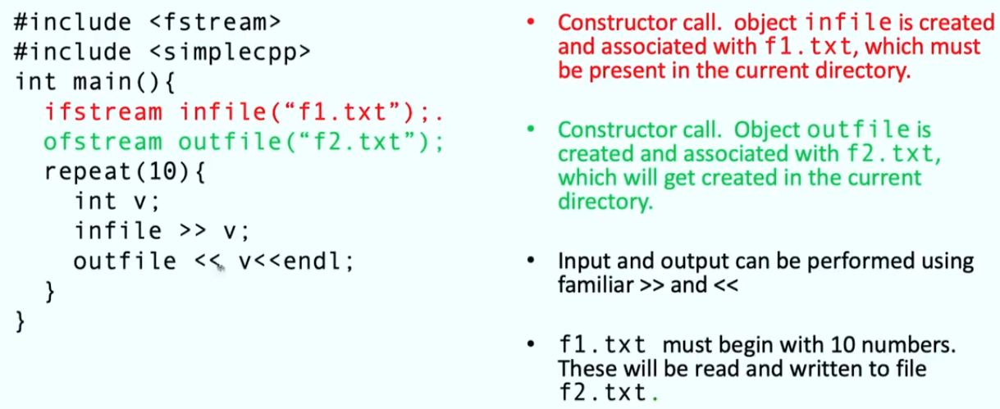 #include <fstream>
#include <simplecpp>
int main(){
ifstream infile(“f1.txt”);.
ofstream outfile(“f2.txt”);
repeat(10){
int v;
infile >> v;
outfile << v<<endl;
}
}
• Constructor call. object infile is created
and associated with f1.txt, which must
be present in the current directory.
• Constructor call. Object outfile is
created and associated with f2.txt,
which will get created in the current
directory.
• Input and output can be performed using
familiar >> and <<
• f1.txt must begin with 10 numbers.
These will be read and written to file
f2.txt.